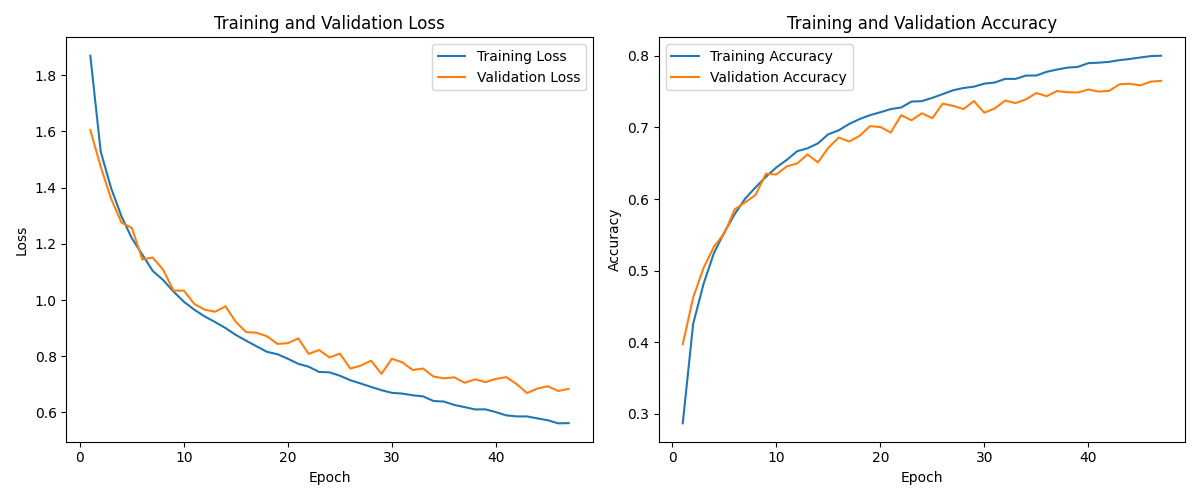 Training and Validation Loss
Training Loss
Validation Loss
1.8
1.6
1.4
1.2
1.0
0.8
0.6
Loss
0 10 20 30 40
Epoch
Training and Validation Accuracy
Training Accuracy
Validation Accuracy
0.8
0.7
0.6
0.5
0.4
0.3
Accuracy
0 10 20 30 40
Epoch